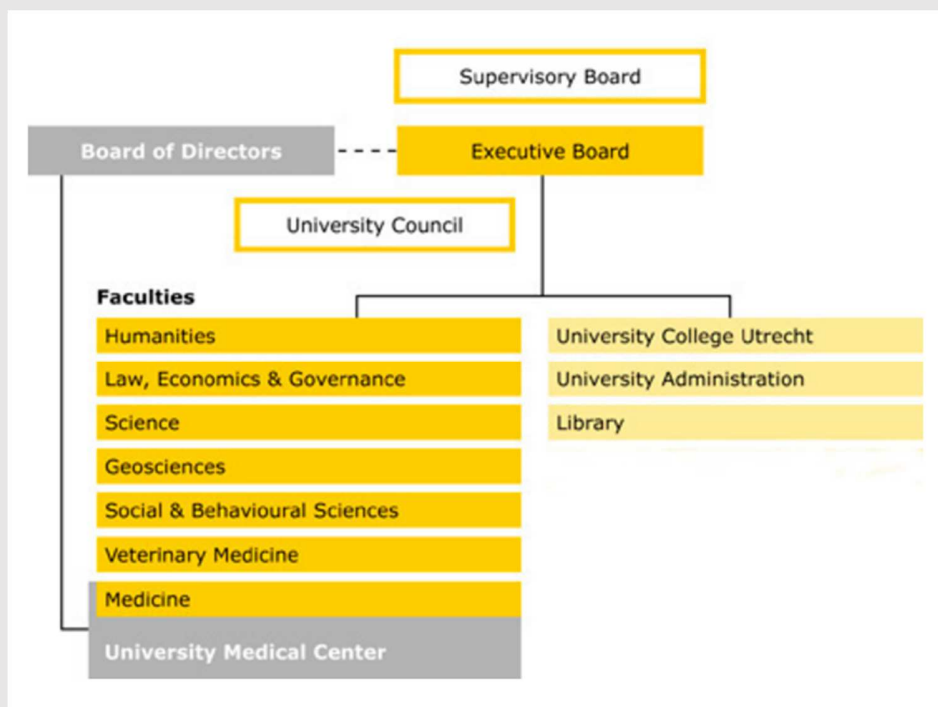 Supervisory Board
Board of Directors
Executive Board
University Council
Faculties
Humanities
Law, Economics & Governance
Science
Geosciences
Social & Behavioural Sciences
Veterinary Medicine
Medicine
University Medical Center
University College Utrecht
University Administration
Library